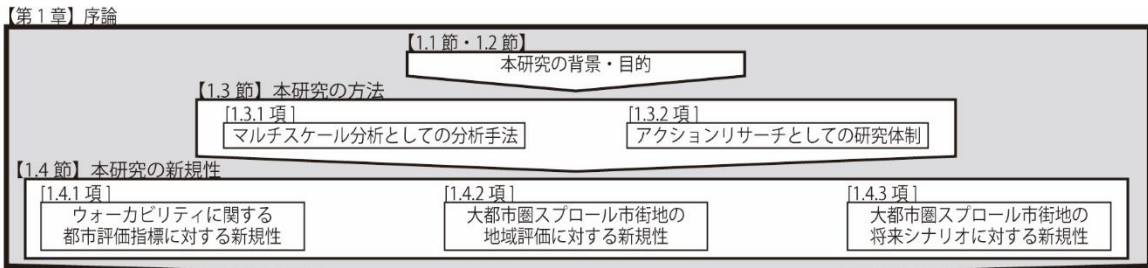 【第1章】序論
【1.1 節・1.2 節】
本研究の背景・目的
【1.3 節】本研究の方法
[1.3.1 項]
マルチスケール分析としての分析手法
[1.3.2 項]
アクションリサーチとしての研究体制
【1.4 節】本研究の新規性
[1.4.1 項]
ウォーカビリティに関する
都市評価指標に対する新規性
[1.4.2 項]
大都市圏スプロール市街地の
地域評価に対する新規性
[1.4.3 項]
大都市圏スプロール市街地の
将来シナリオに対する新規性